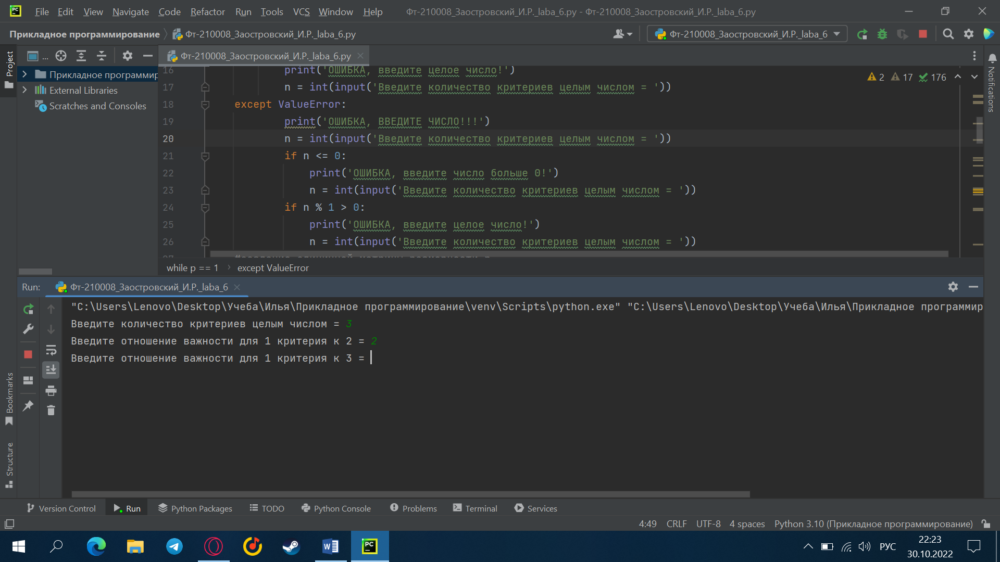 PC File Edit View Navigate Code Refactor Run Tools VCS Window Help Фт-210008_Заостровский_И.Р._laba_6.py - Фт-210008_Заостровский_И.Р._laba_6.py
Прикладное программирование Фт-210008_Заостровский_И.Р._laba_6.py Фт-210008_Заостровский_И.Р._laba_6
Project
... Фт-210008_Заостровский_И.Р._laba_6.py
Прикладное программир
External Libraries
Scratches and Consoles
2 17 176
Notifications
16 print('ОШИБКА, введите целое число!')
17 n = int(input('Введите количество критериев целым числом = '))
18 except ValueError:
19 print('ОШИБКА, ВВЕДИТЕ ЧИСЛО!!!')
20 n = int(input('Введите количество критериев целым числом = '))
21 if n <= 0:
22 print('ОШИБКА, введите число больше 0!')
23 n = int(input('Введите количество критериев целым числом = '))
24 if n % 1 > 0:
25 print('ОШИБКА, введите целое число!')
26 n = int(input('Введите количество критериев целым числом = '))
while p == 1 › except ValueError
Run: Фт-210008_Заостровский_И.Р._laba_6
"C:\Users\Lenovo\Desktop\Учеба\Илья\Прикладное программирование\venv\Scripts\python.exe" "C:\Users\Lenovo\Desktop\Учеба\Илья\Прикладное программир
Введите количество критериев целым числом = 3
Введите отношение важности для 1 критерия к 2 = 2
Введите отношение важности для 1 критерия к 3 =
Bookmarks
Structure
Version Control Run Python Packages TODO Python Console Problems Terminal Services
4:49 CRLF UTF-8 4 spaces Python 3.10 (Прикладное программирование)
W PC РУС 22:23
30.10.2022